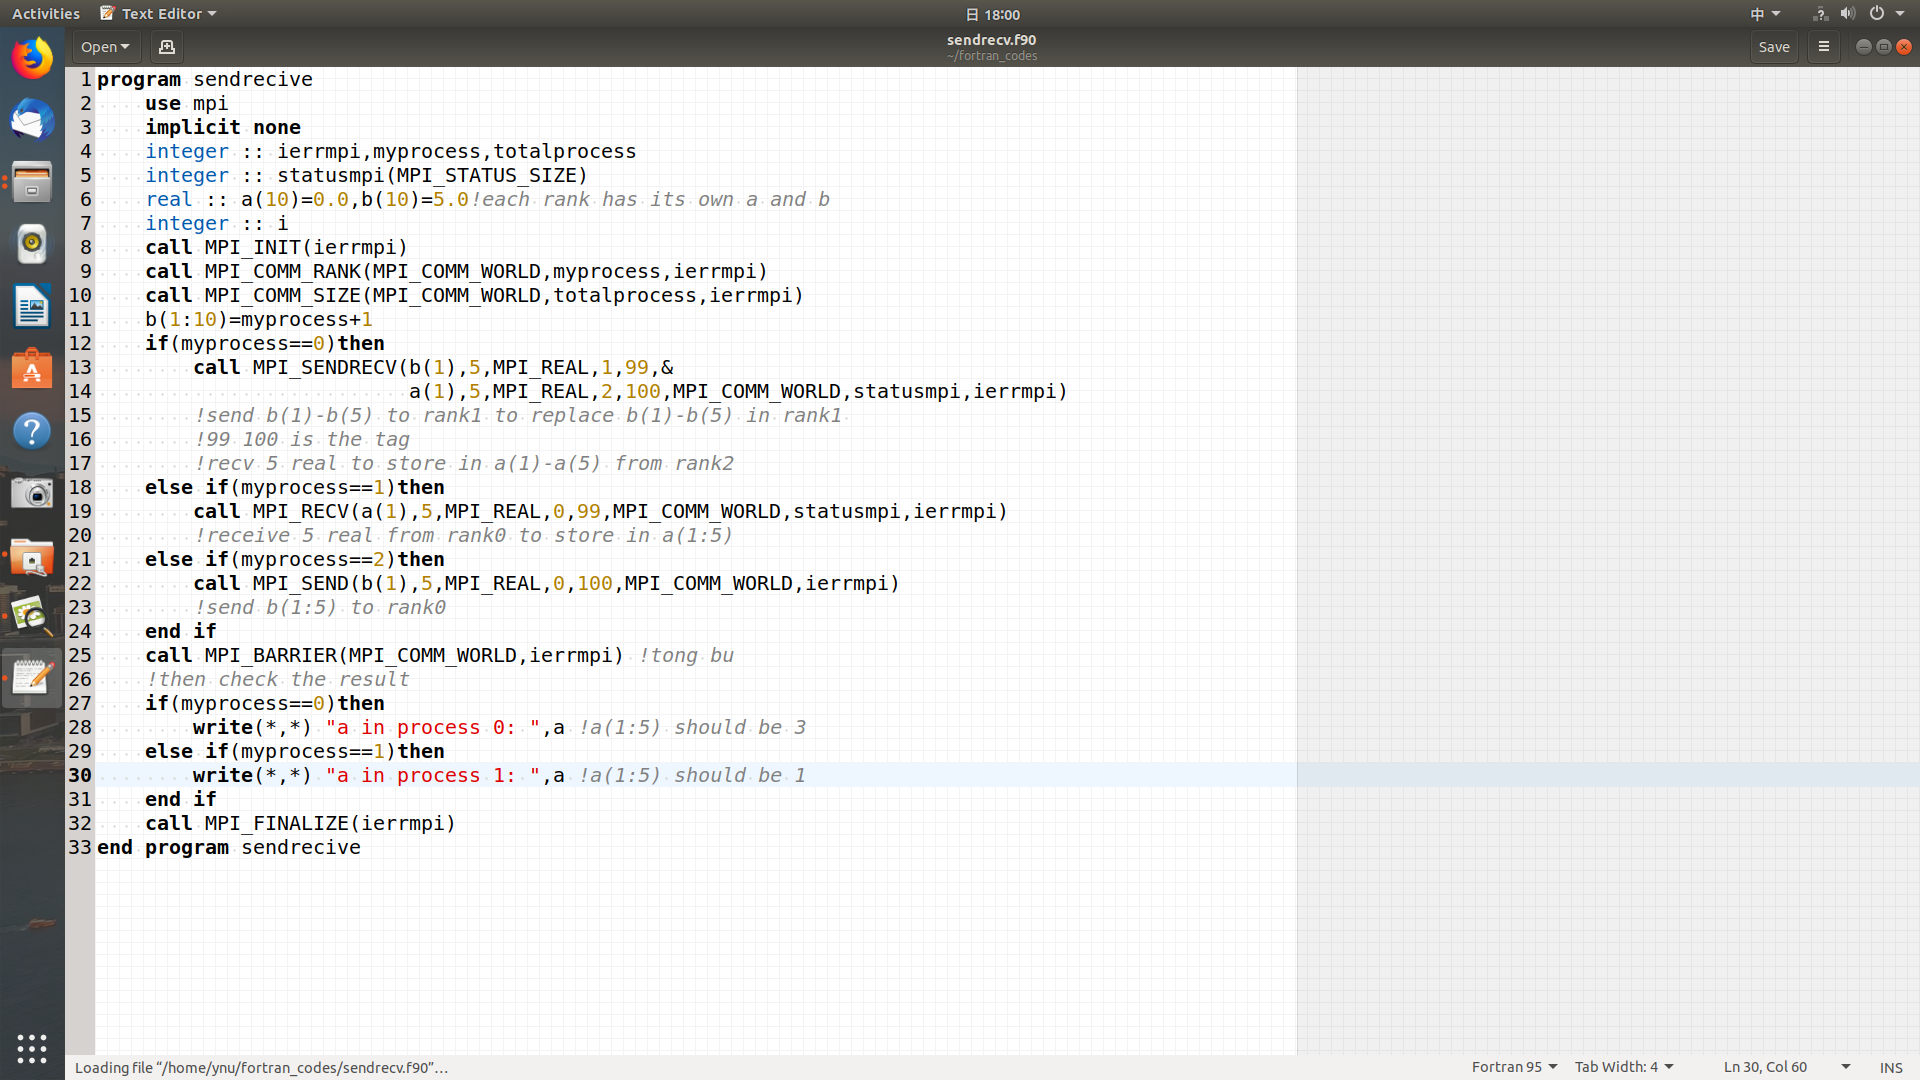 Activities Text Editor 日 18:00 中
Open sendrecv.f90 Save
~/fortran_codes
1 program sendrecive
2 use mpi
3 implicit none
4 integer :: ierrmpi,myprocess,totalprocess
5 integer :: statusmpi(MPI_STATUS_SIZE)
6 real :: a(10)=0.0,b(10)=5.0!each rank has its own a and b
7 integer :: i
8 call MPI_INIT(ierrmpi)
9 call MPI_COMM_RANK(MPI_COMM_WORLD,myprocess,ierrmpi)
10 call MPI_COMM_SIZE(MPI_COMM_WORLD,totalprocess,ierrmpi)
11 b(1:10)=myprocess+1
12 if(myprocess==0)then
13 call MPI_SENDRECV(b(1),5,MPI_REAL,1,99,&
14 a(1),5,MPI_REAL,2,100,MPI_COMM_WORLD,statusmpi,ierrmpi)
15 !send b(1)-b(5) to rank1 to replace b(1)-b(5) in rank1
16 !99 100 is the tag
17 !recv 5 real to store in a(1)-a(5) from rank2
18 else if(myprocess==1)then
19 call MPI_RECV(a(1),5,MPI_REAL,0,99,MPI_COMM_WORLD,statusmpi,ierrmpi)
20 !receive 5 real from rank0 to store in a(1:5)
21 else if(myprocess==2)then
22 call MPI_SEND(b(1),5,MPI_REAL,0,100,MPI_COMM_WORLD,ierrmpi)
23 !send b(1:5) to rank0
24 end if
25 call MPI_BARRIER(MPI_COMM_WORLD,ierrmpi) !tong bu
26 !then check the result
27 if(myprocess==0)then
28 write(*,*) "a in process 0: ",a !a(1:5) should be 3
29 else if(myprocess==1)then
30 write(*,*) "a in process 1: ",a !a(1:5) should be 1
31 end if
32 call MPI_FINALIZE(ierrmpi)
33 end program sendrecive
Loading file “/home/ynu/fortran_codes/sendrecv.f90”… Fortran 95 Tab Width: 4 Ln 30, Col 60 INS